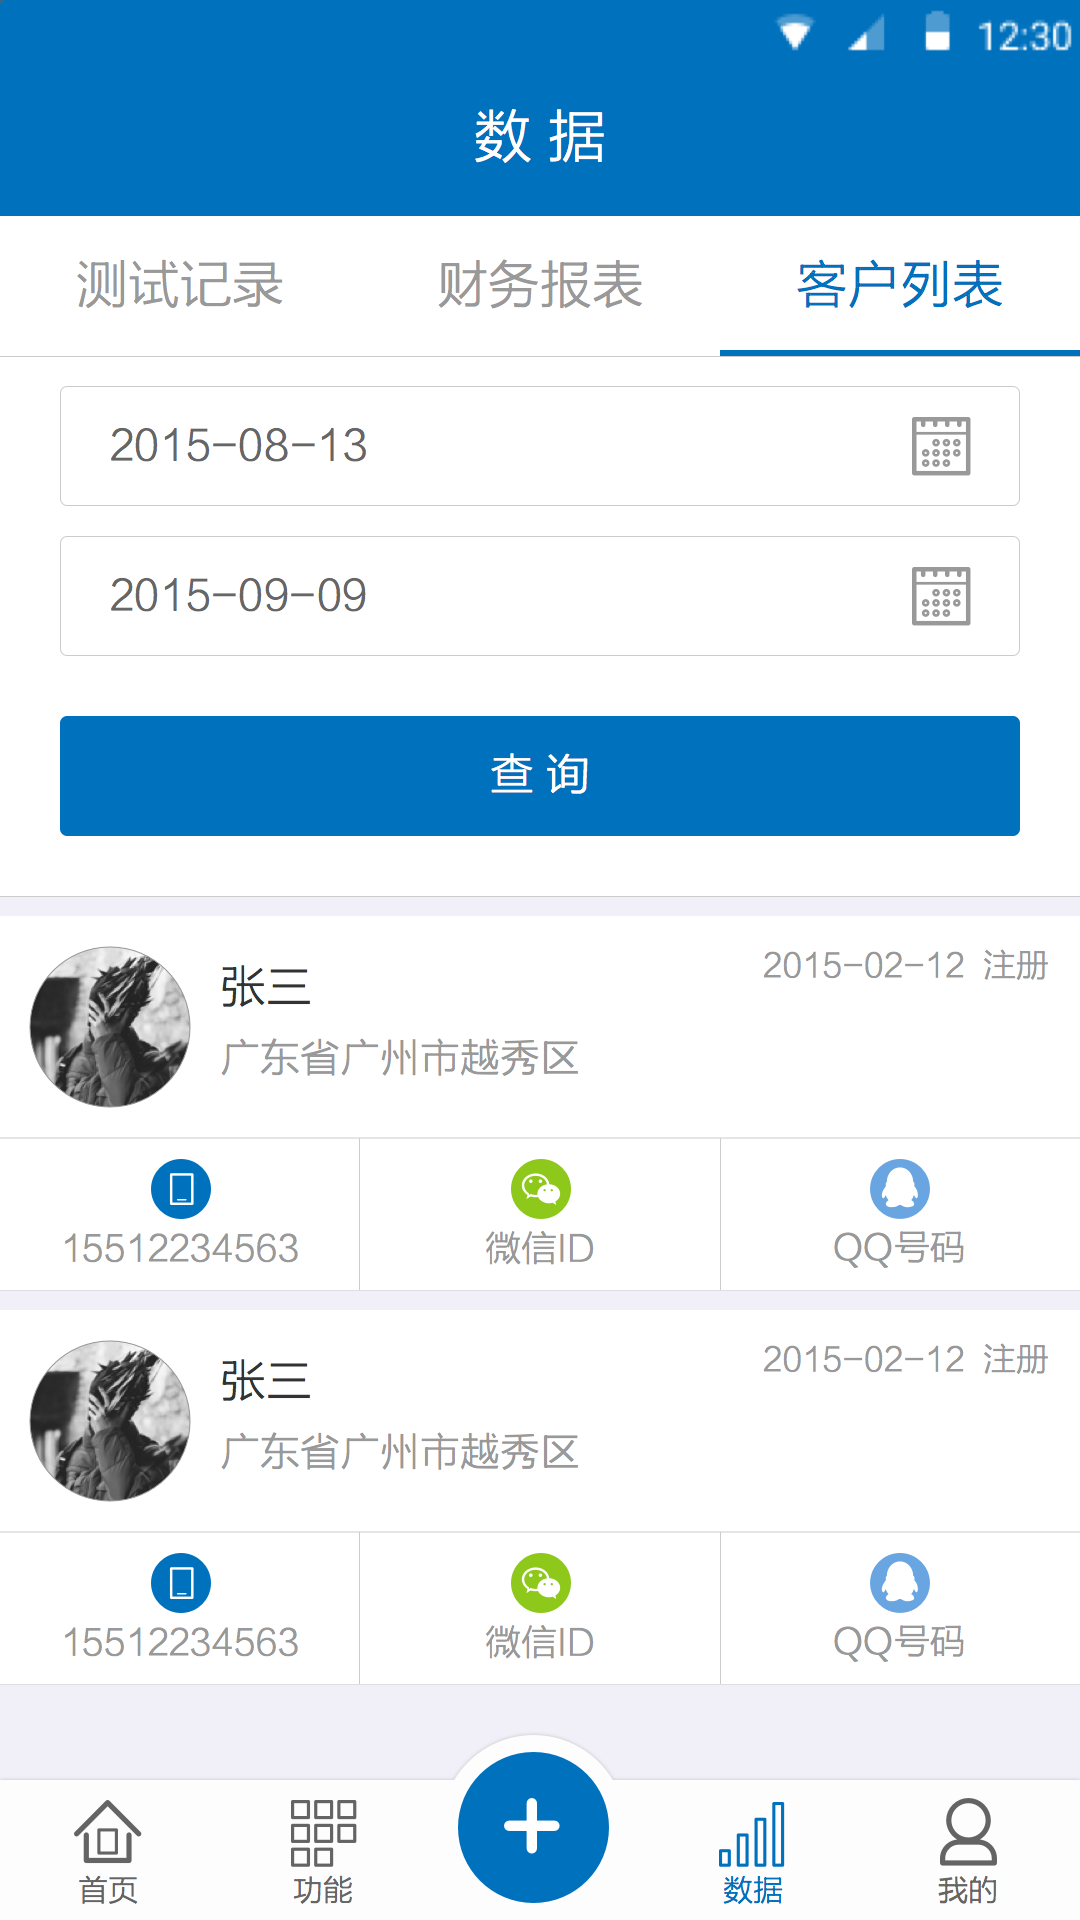 12:30
数 据
测试记录 财务报表 客户列表
2015-08-13
2015-09-09
查 询
张三 2015-02-12 注册
广东省广州市越秀区
15512234563 微信ID QQ号码
张三 2015-02-12 注册
广东省广州市越秀区
15512234563 微信ID QQ号码
首页 功能 数据 我的